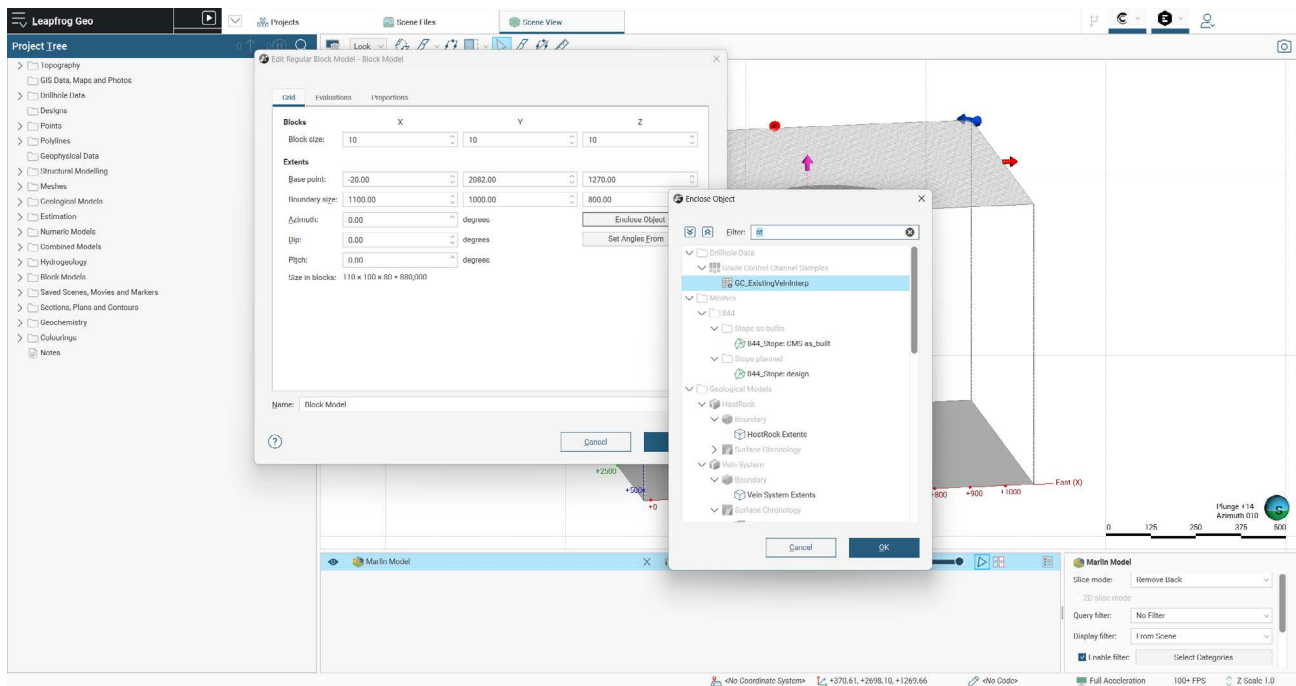 Leapfrog Geo
Projects
Scene Files
Scene View
Project Tree
Look
Topography
GIS Data, Maps and Photos
Drillhole Data
Designs
Points
Polylines
Geophysical Data
Structural Modelling
Meshes
Geological Models
Estimation
Numeric Models
Combined Models
Hydrogeology
Block Models
Saved Scenes, Movies and Markers
Sections, Plans and Contours
Geochemistry
Colourings
Notes
Edit Regular Block Model - Block Model
Grid Evaluations Proportions
Blocks X Y Z
Block size: 10 10 10
Extents
Base point: -20.00 2082.00 1270.00
Boundary size: 1100.00 1000.00 800.00
Azimuth: 0.00 degrees Enclose Object
Dip: 0.00 degrees Set Angles From
Pitch: 0.00 degrees
Size in blocks: 110 × 100 × 80 = 880,000
Name: Block Model
Cancel
Enclose Object
Filter:
Drillhole Data
Grade Control Channel Samples
GC_ExistingVeinInterp
Meshes
844
Stope as builts
844_Stope: CMS as_built
Stope planned
844_Stope: design
Geological Models
HostRock
Boundary
HostRock Extents
Surface Chronology
Vein System
Boundary
Vein System Extents
Surface Chronology
Cancel OK
+2500
+500
+0
+800 +900 +1000 East (X)
Plunge +14
Azimuth 010
0 125 250 375 500
Marlin Model
Marlin Model
Slice mode: Remove Back
2D slice mode
Query filter: No Filter
Display filter: From Scene
Enable filter: Select Categories
<No Coordinate System> +370.61, +2698.10, +1269.66 <No Code> Full Acceleration 100+ FPS Z Scale 1.0